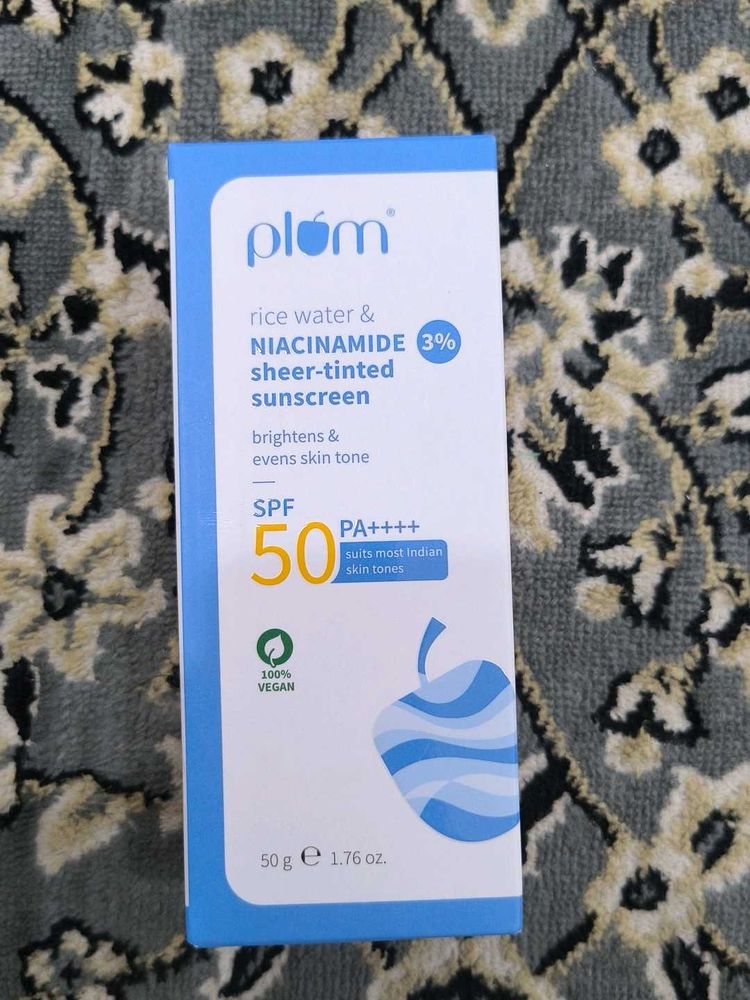 plum®
rice water &
NIACINAMIDE 3%
sheer-tinted
sunscreen
brightens &
evens skin tone
SPF
50 PA++++
suits most Indian
skin tones
100%
VEGAN
50 g ℮ 1.76 oz.